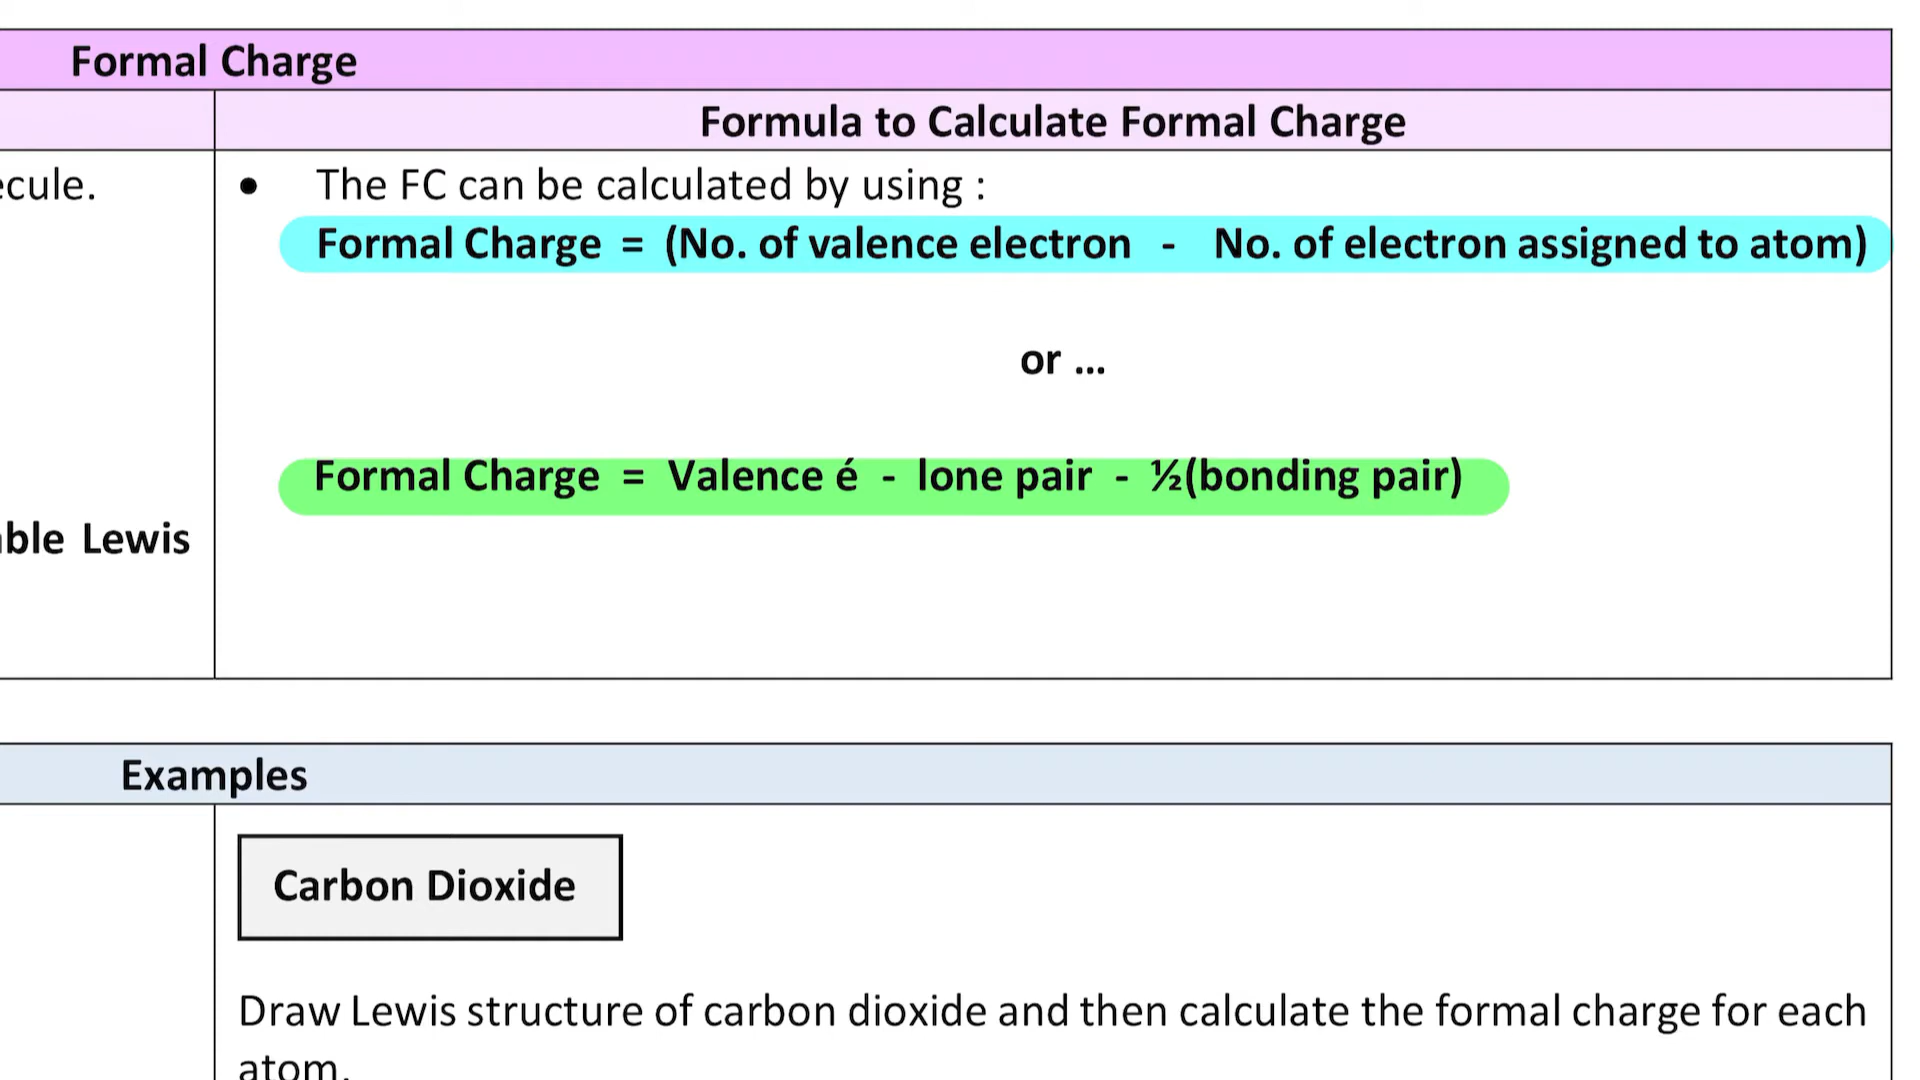 Formal Charge
Formula to Calculate Formal Charge
ecule.
• The FC can be calculated by using :
Formal Charge = (No. of valence electron - No. of electron assigned to atom)
or ...
Formal Charge = Valence é - lone pair - ½(bonding pair)
able Lewis
Examples
Carbon Dioxide
Draw Lewis structure of carbon dioxide and then calculate the formal charge for each
atom.